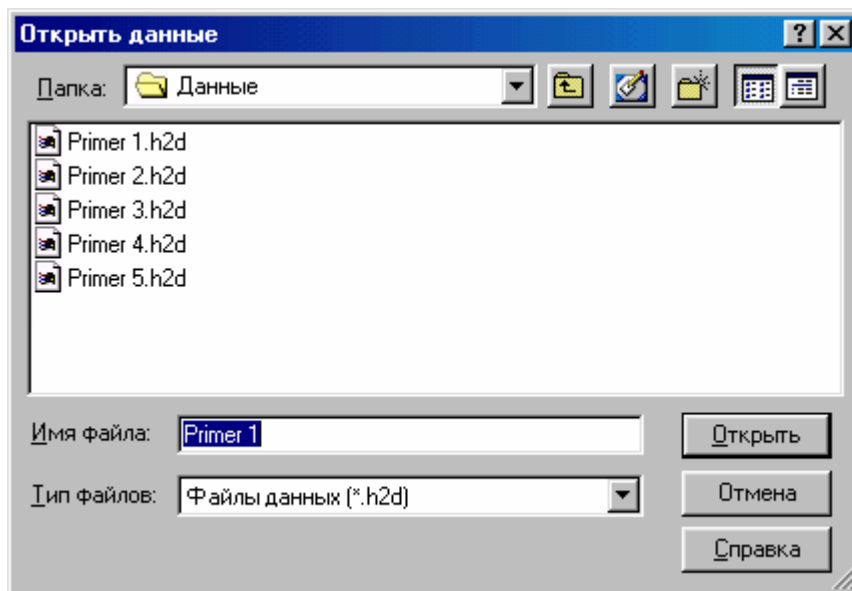 Открыть данные
Папка: Данные
Primer 1.h2d
Primer 2.h2d
Primer 3.h2d
Primer 4.h2d
Primer 5.h2d
Имя файла: Primer 1 Открыть
Тип файлов: Файлы данных (*.h2d) Отмена
Справка